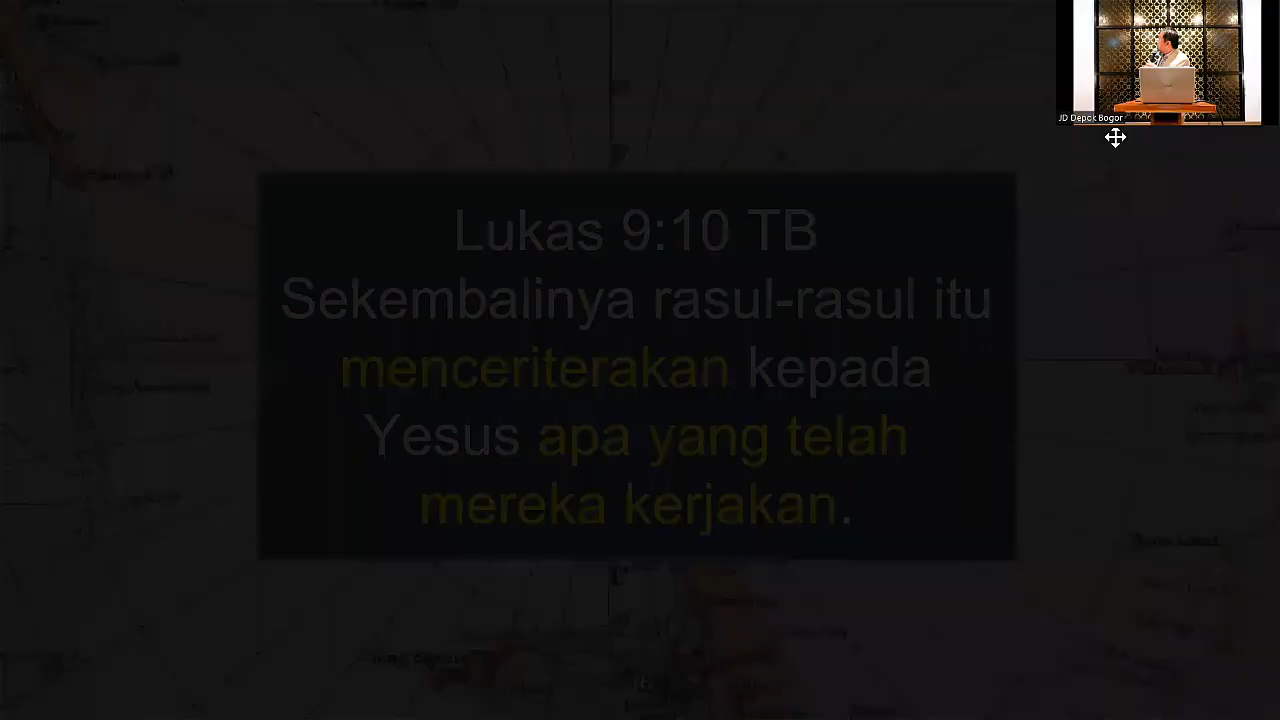 JD Depok Bogor
Lukas 9:10 TB
Sekembalinya rasul-rasul itu
menceriterakan kepada
Yesus apa yang telah
mereka kerjakan.